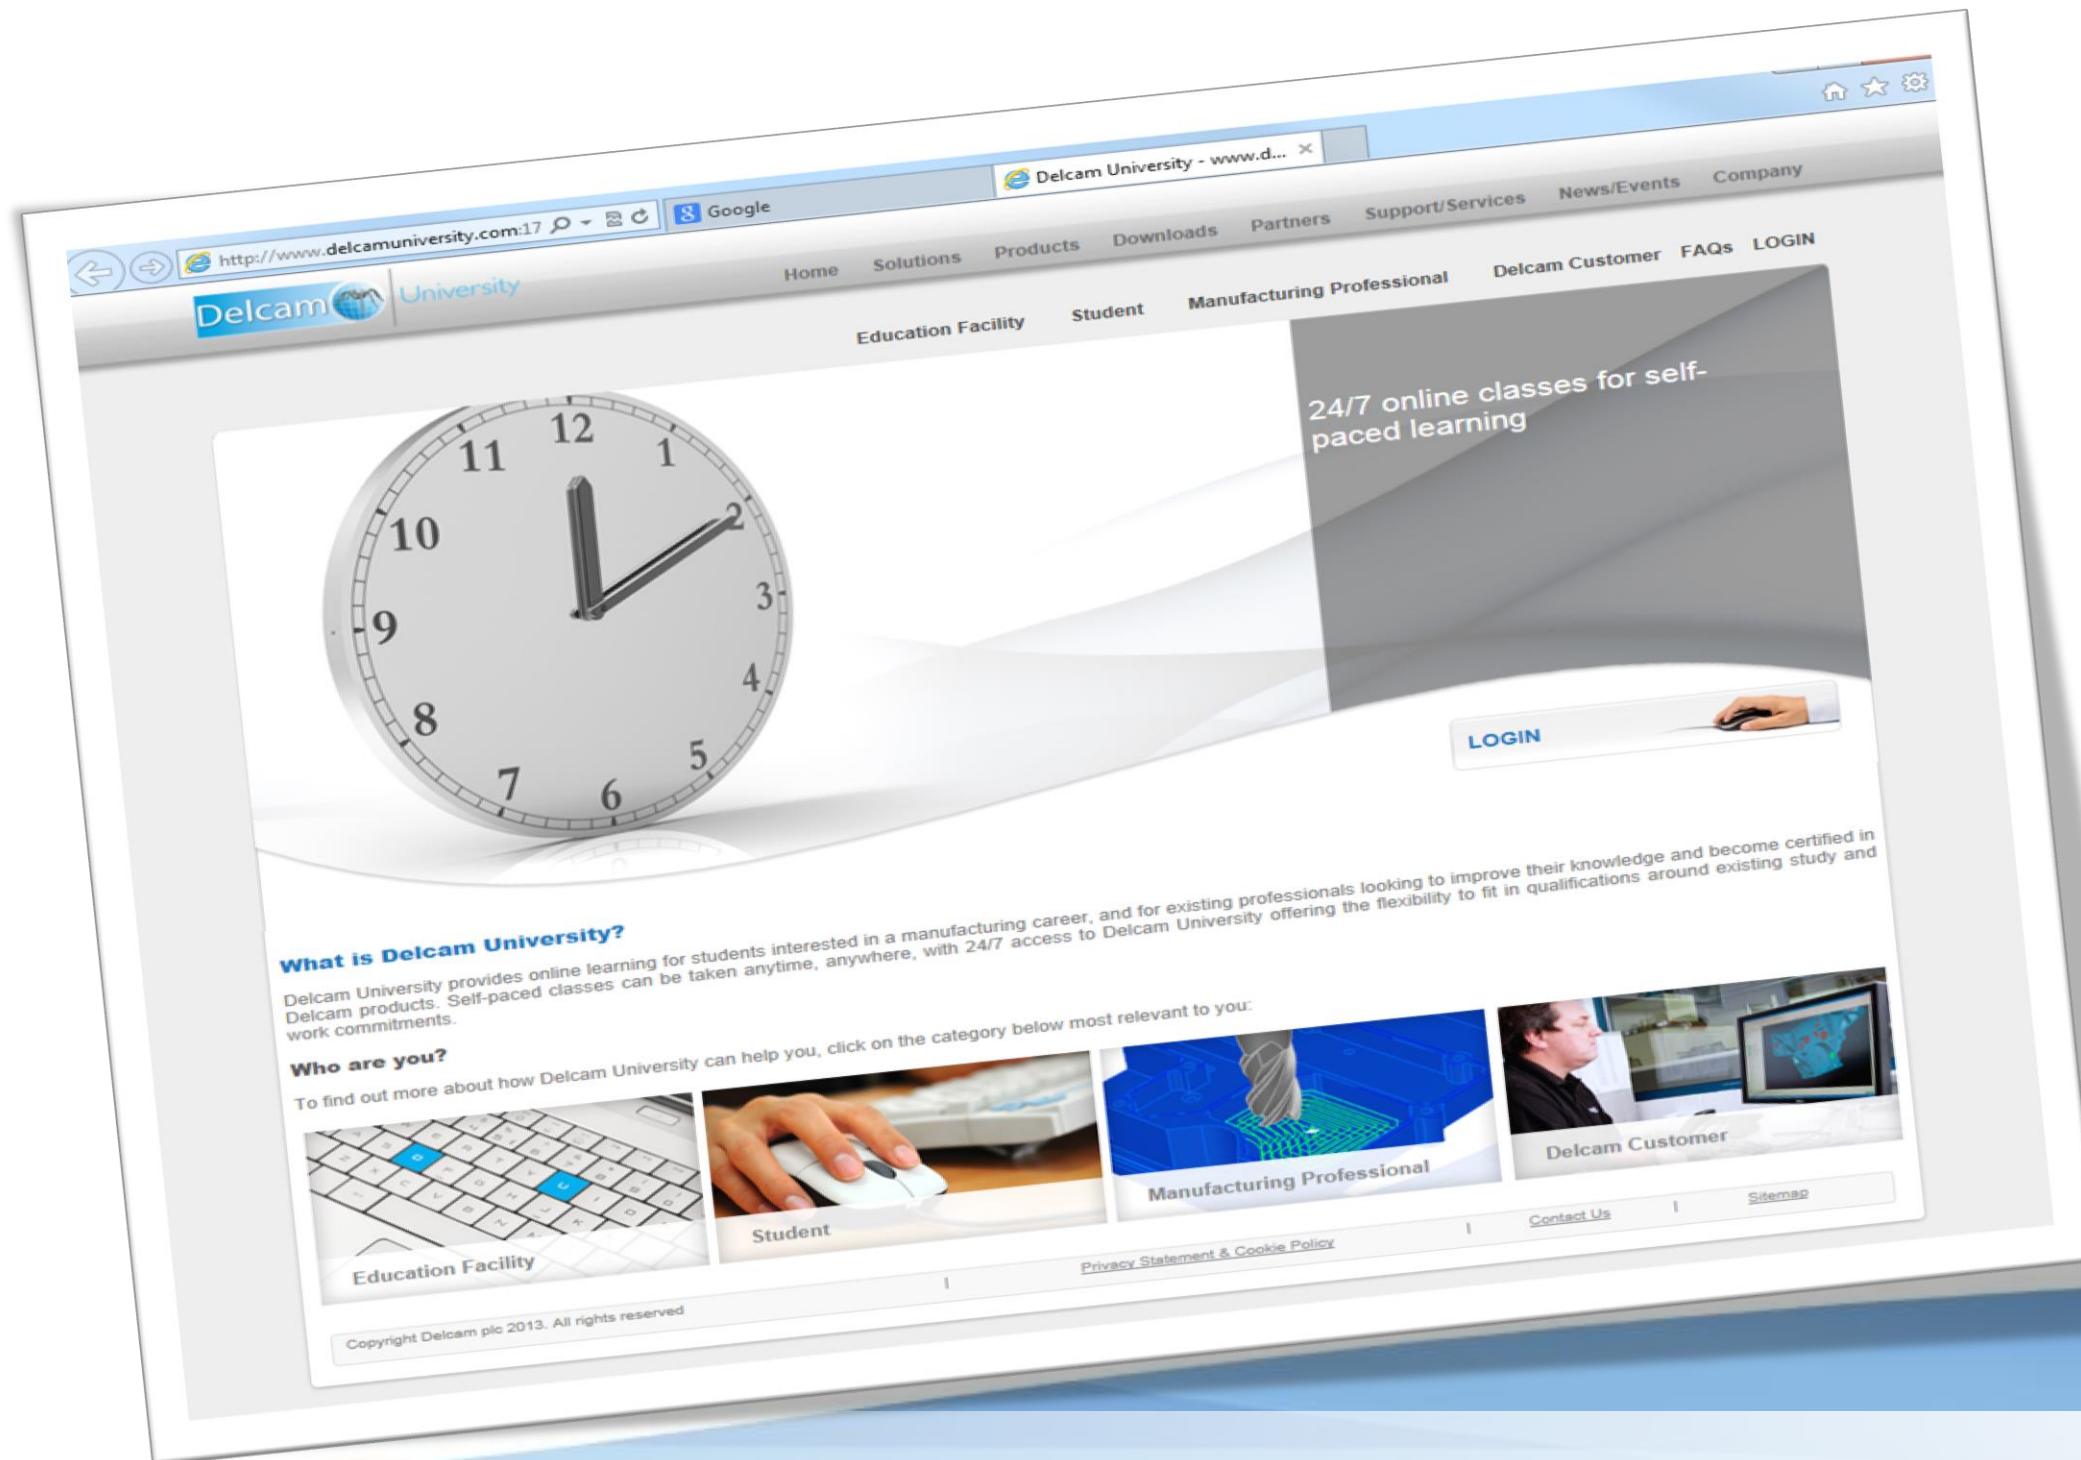 http://www.delcamuniversity.com:17
Google
Delcam University - www.d...
Delcam University
Home Solutions Products Downloads Partners Support/Services News/Events Company
Education Facility Student Manufacturing Professional Delcam Customer FAQs LOGIN
24/7 online classes for self-
paced learning
12
1
2
3
4
5
6
7
8
9
10
11
LOGIN
What is Delcam University?
Delcam University provides online learning for students interested in a manufacturing career, and for existing professionals looking to improve their knowledge and become certified in
Delcam products. Self-paced classes can be taken anytime, anywhere, with 24/7 access to Delcam University offering the flexibility to fit in qualifications around existing study and
work commitments.
Who are you?
To find out more about how Delcam University can help you, click on the category below most relevant to you:
Education Facility
Student
Manufacturing Professional
Delcam Customer
Copyright Delcam plc 2013. All rights reserved | Privacy Statement & Cookie Policy | Contact Us | Sitemap